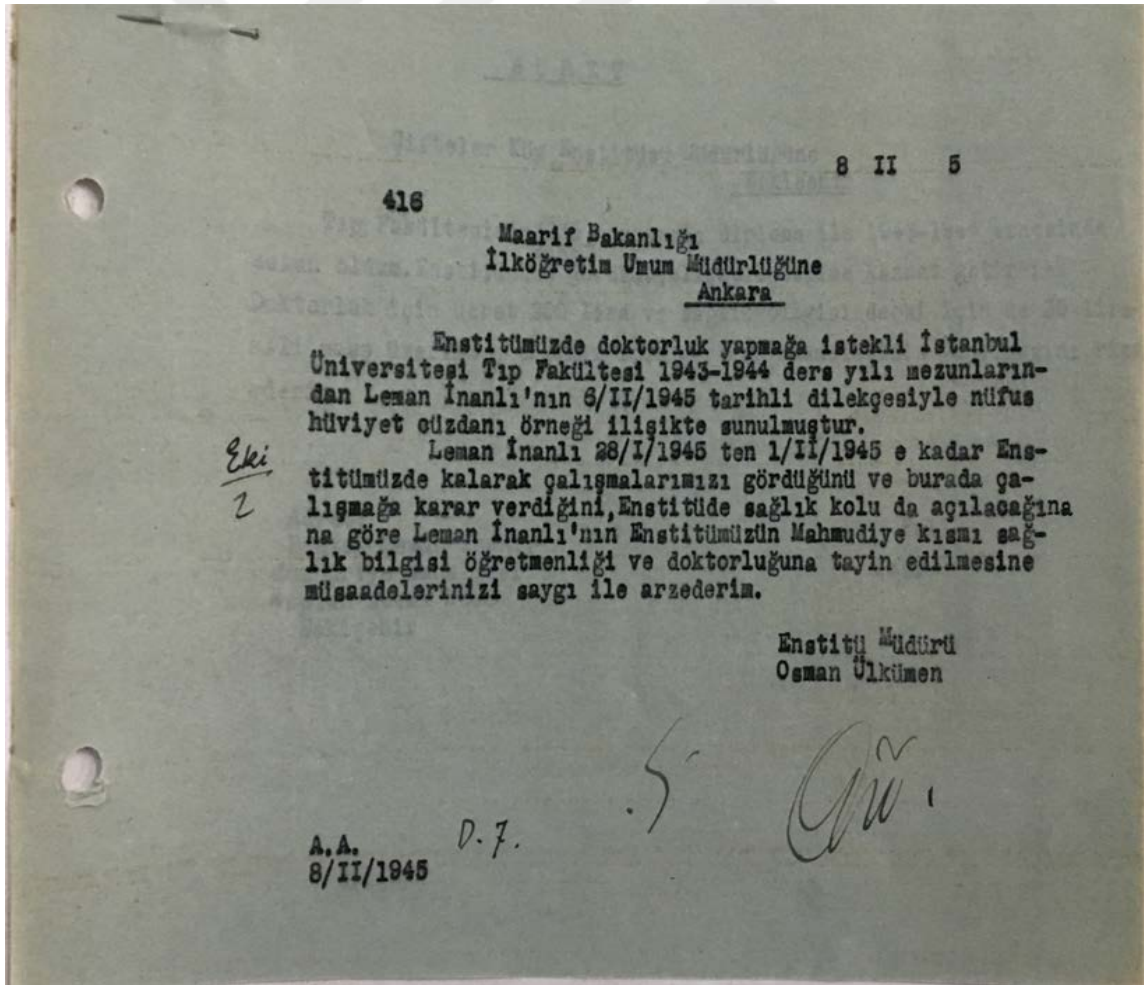 8 II 5
416
Maarif Bakanlığı
İlköğretim Umum Müdürlüğüne
Ankara
Enstitümüzde doktorluk yapmağa istekli İstanbul
Üniversitesi Tıp Fakültesi 1943-1944 ders yılı mezunların-
dan Leman İnanlı'nın 6/II/1945 tarihli dilekçesiyle nüfus
hüviyet cüzdanı örneği ilişikte sunulmuştur.
Leman İnanlı 28/I/1945 ten 1/II/1945 e kadar Ens-
titümüzde kalarak çalışmalarımızı gördüğünü ve burada ça-
lışmağa karar verdiğini,Enstitüde sağlık kolu da açılacağına
na göre Leman İnanlı'nın Enstitümüzün Mahmudiye kısmı sağ-
lık bilgisi öğretmenliği ve doktorluğuna tayin edilmesine
müsaadelerinizi saygı ile arzederim.
Eki
2
Enstitü Müdürü
Osman Ülkümen
A.A. D.7.
8/II/1945